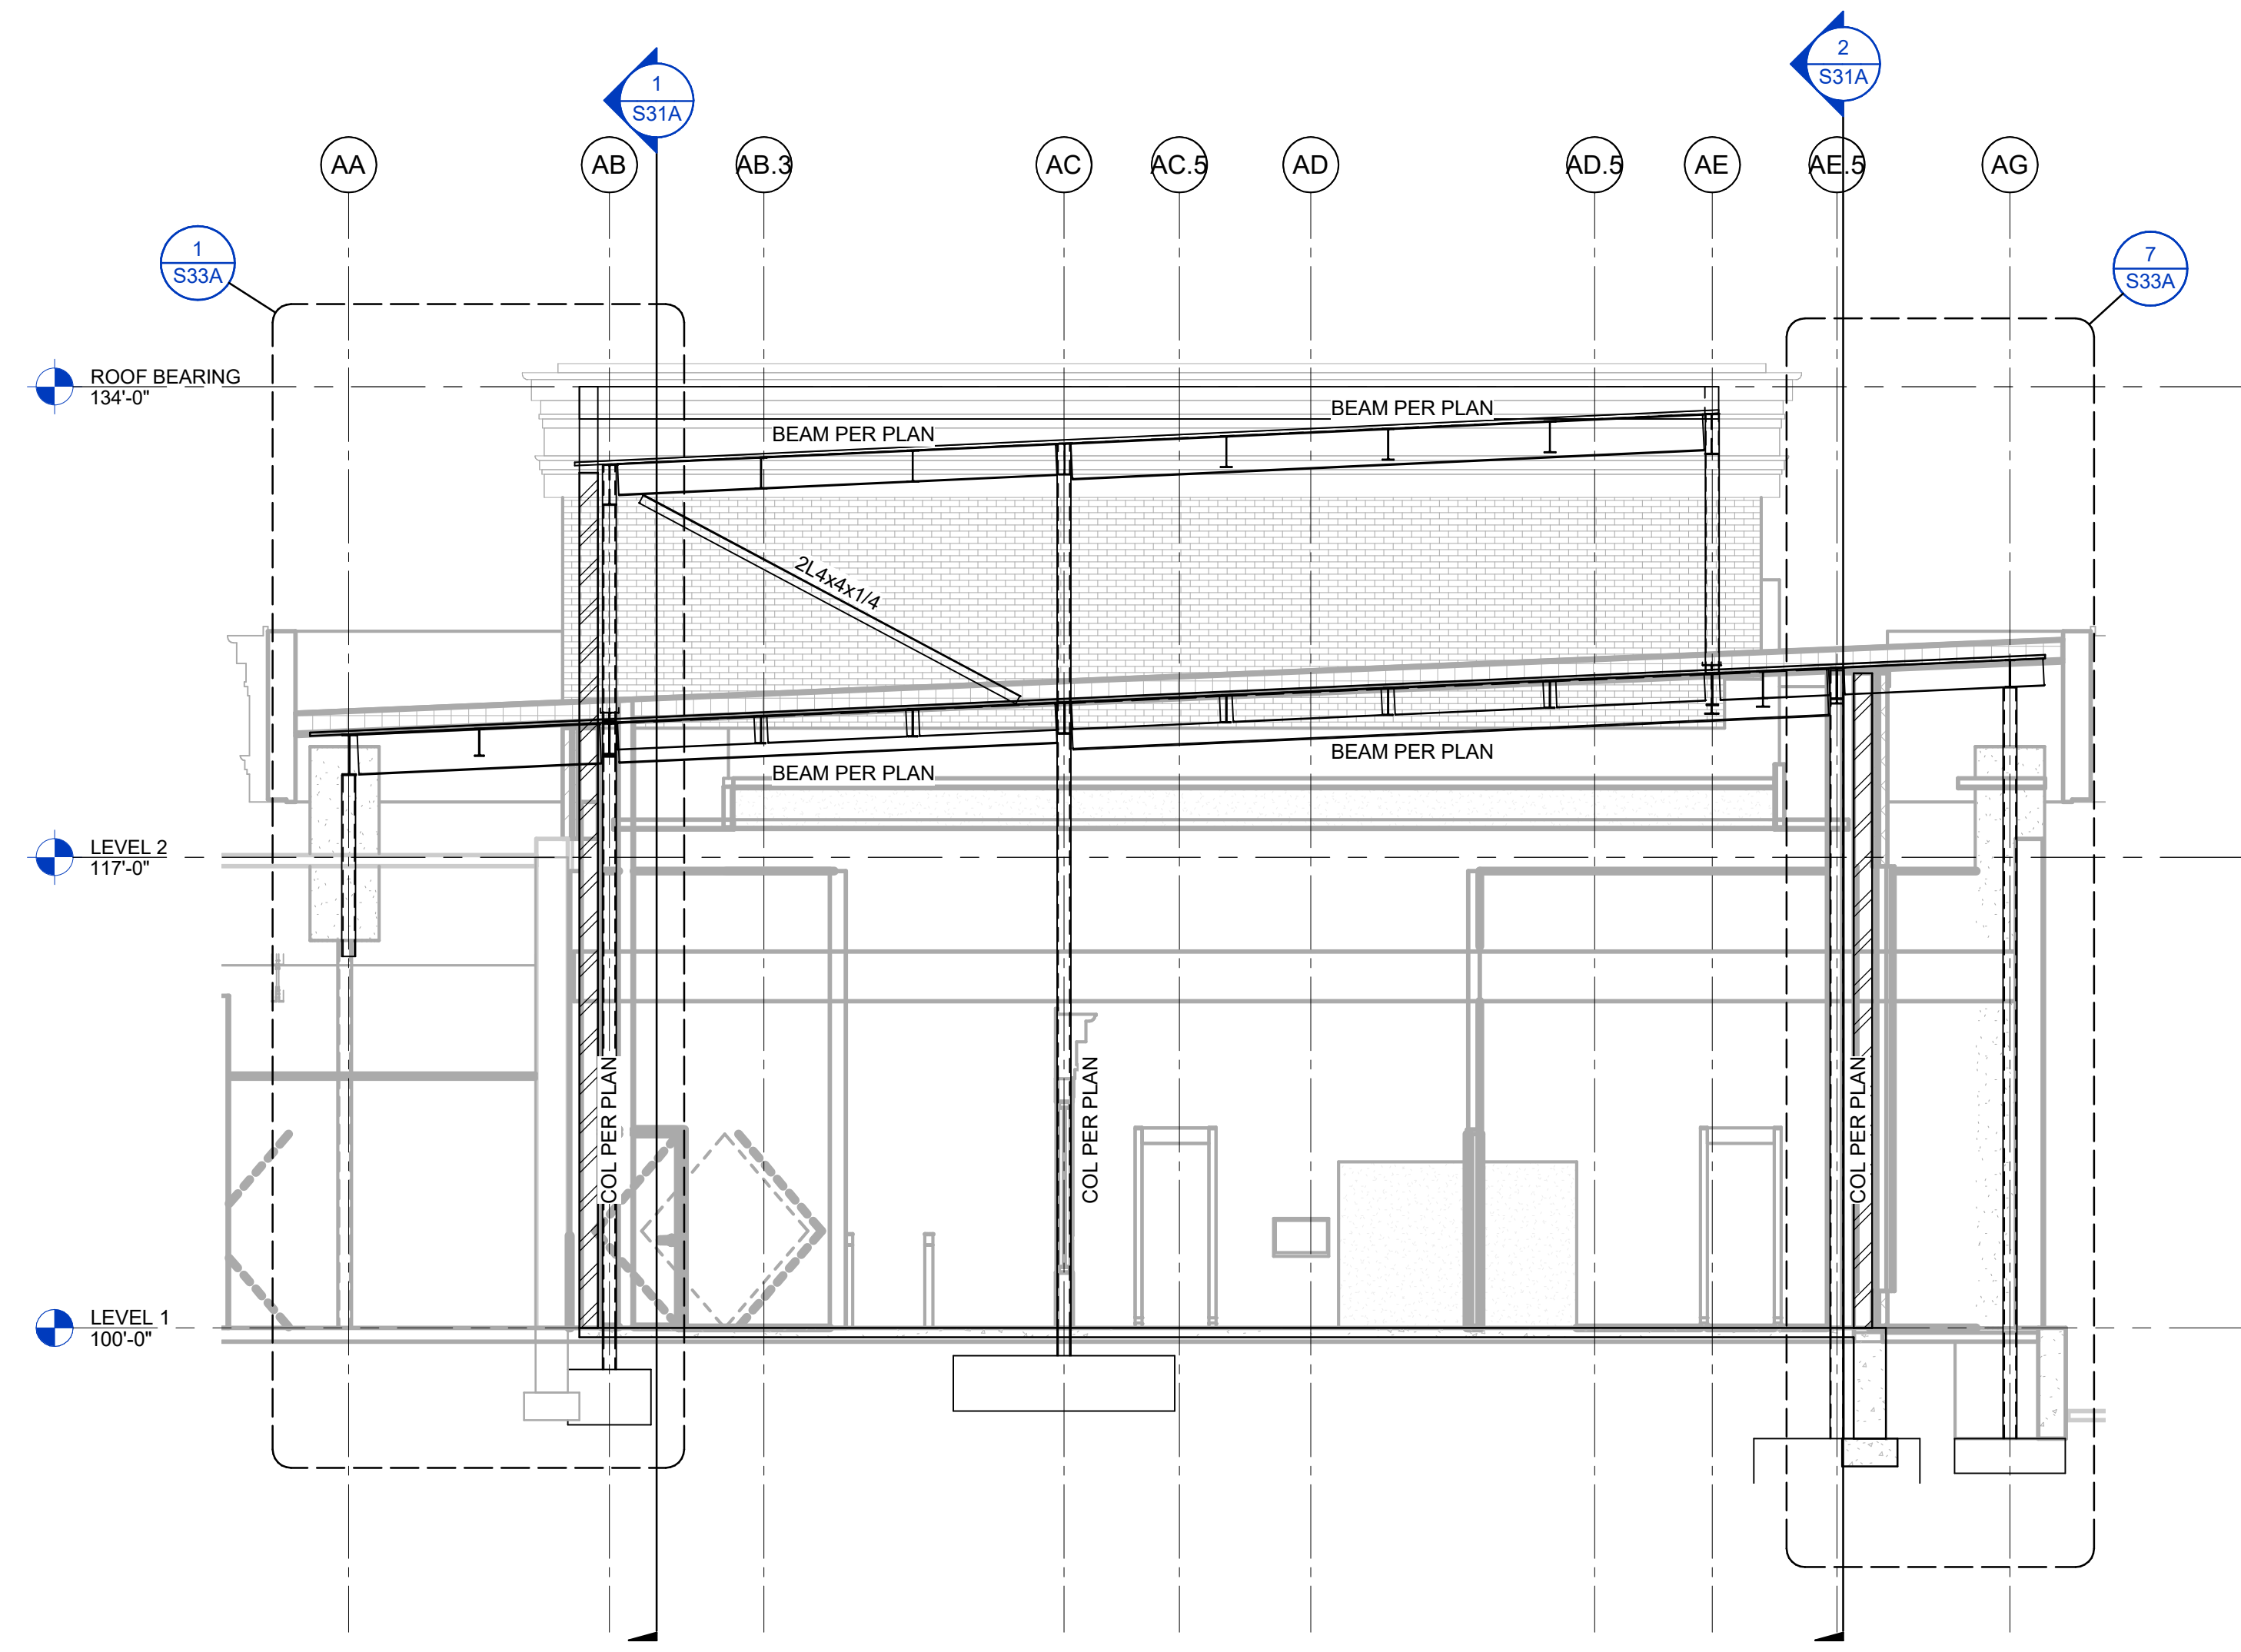 1
S31A
2
S31A
AA
AB
AB.3
AC
AC.5
AD
AD.5
AE
AE.5
AG
1
S33A
7
S33A
ROOF BEARING
134'-0"
BEAM PER PLAN
BEAM PER PLAN
2L4x4x1/4
BEAM PER PLAN
BEAM PER PLAN
LEVEL 2
117'-0"
COL PER PLAN
COL PER PLAN
COL PER PLAN
LEVEL 1
100'-0"